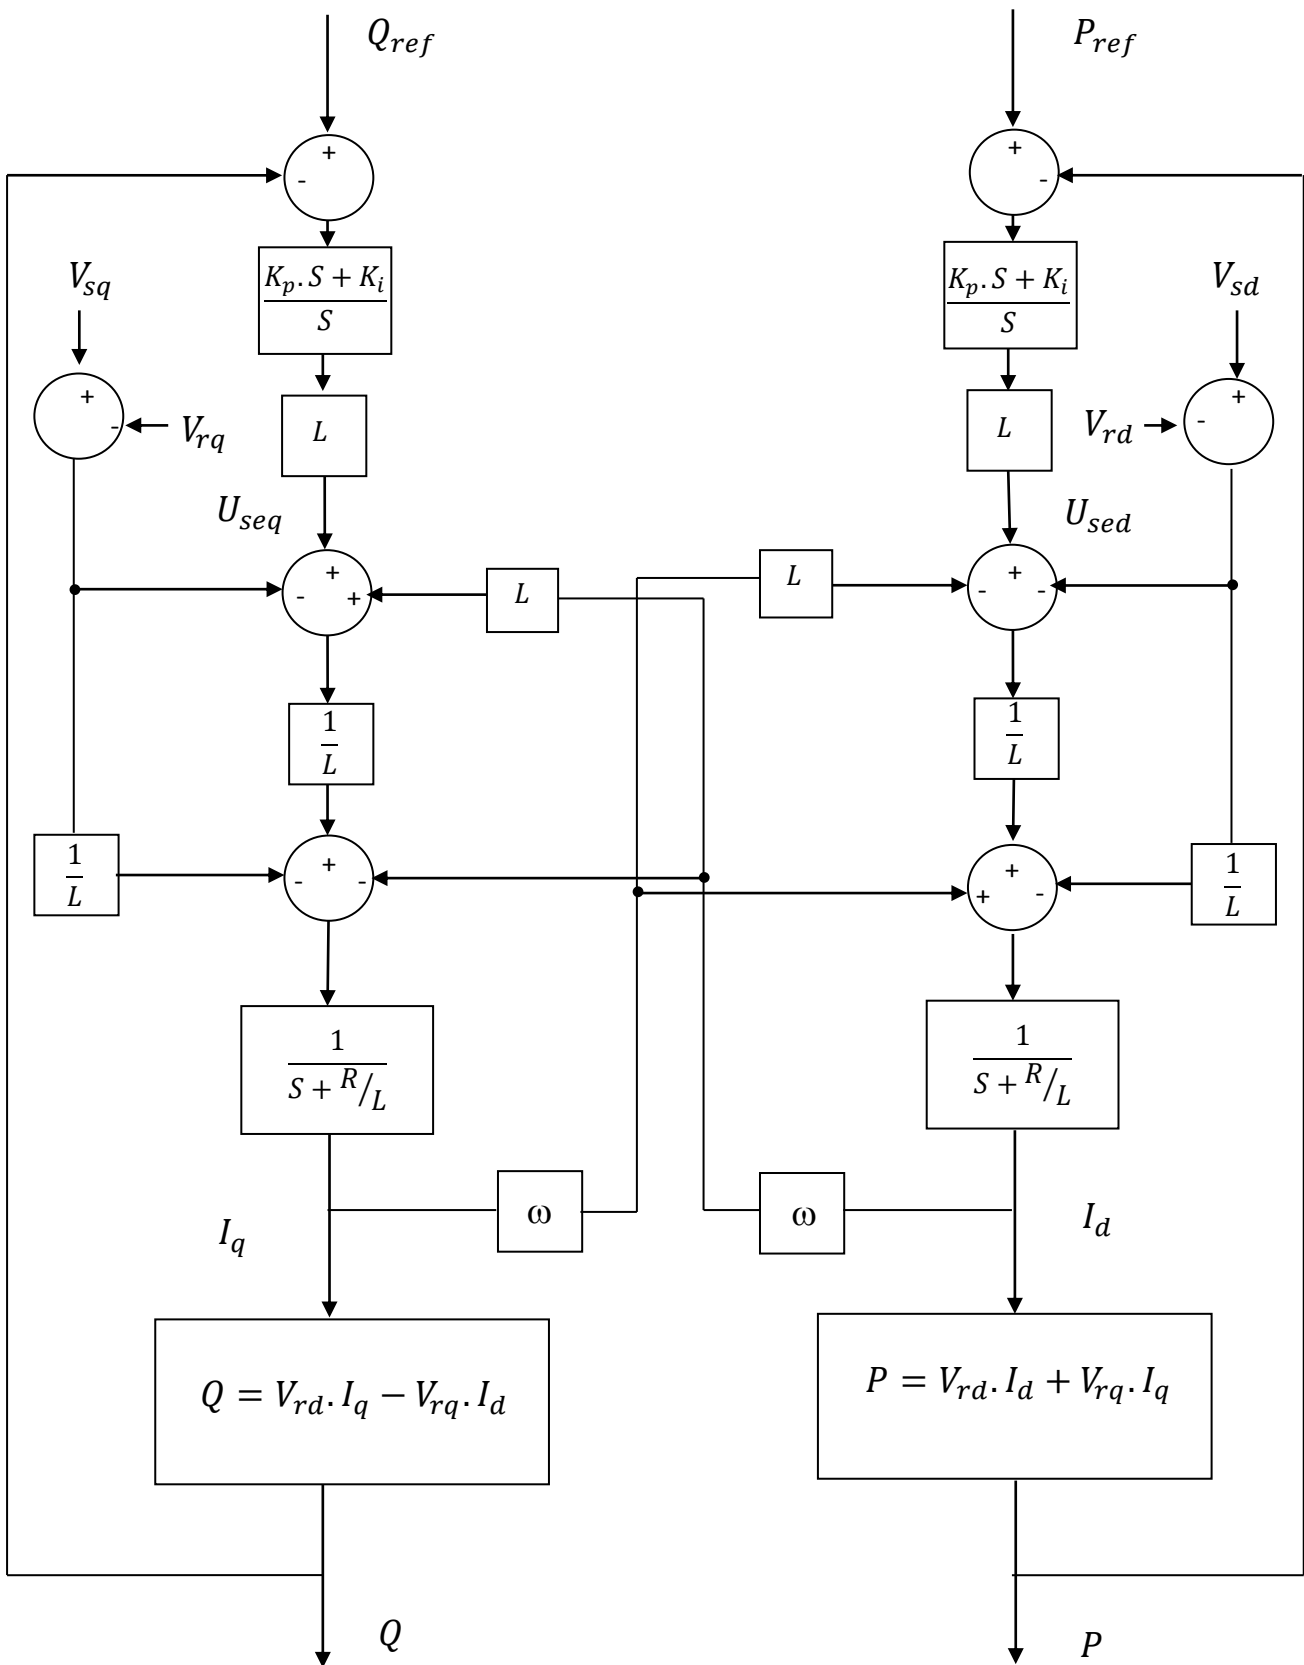 Q_ref
P_ref
+
-
+
-
K_p.S + K_i
S
K_p.S + K_i
S
V_sq
V_sd
+
-
V_rq
L
L
V_rd
+
-
U_seq
U_sed
+
-
+
L
L
+
-
-
1
L
1
L
1
L
+
-
-
+
+
-
1
L
1
S + R/L
1
S + R/L
ω
ω
I_q
I_d
Q = V_rd.I_q − V_rq.I_d
P = V_rd.I_d + V_rq.I_q
Q
P